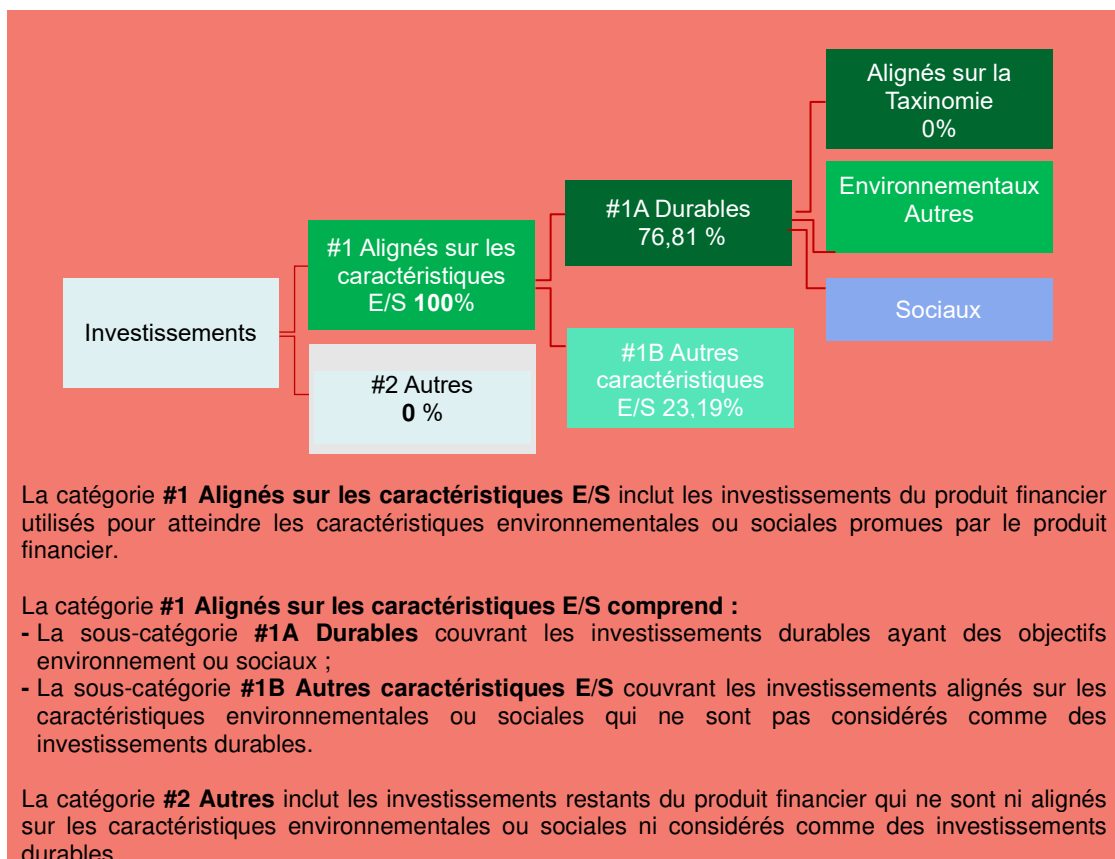 Alignés sur la
Taxinomie
0%
Environnementaux
Autres
#1A Durables
76,81 %
#1 Alignés sur les
caractéristiques
E/S 100%
Sociaux
Investissements
#1B Autres
caractéristiques
E/S 23,19%
#2 Autres
0 %
La catégorie #1 Alignés sur les caractéristiques E/S inclut les investissements du produit financier
utilisés pour atteindre les caractéristiques environnementales ou sociales promues par le produit
financier.
La catégorie #1 Alignés sur les caractéristiques E/S comprend :
- La sous-catégorie #1A Durables couvrant les investissements durables ayant des objectifs
environnement ou sociaux ;
- La sous-catégorie #1B Autres caractéristiques E/S couvrant les investissements alignés sur les
caractéristiques environnementales ou sociales qui ne sont pas considérés comme des
investissements durables.
La catégorie #2 Autres inclut les investissements restants du produit financier qui ne sont ni alignés
sur les caractéristiques environnementales ou sociales ni considérés comme des investissements
durables